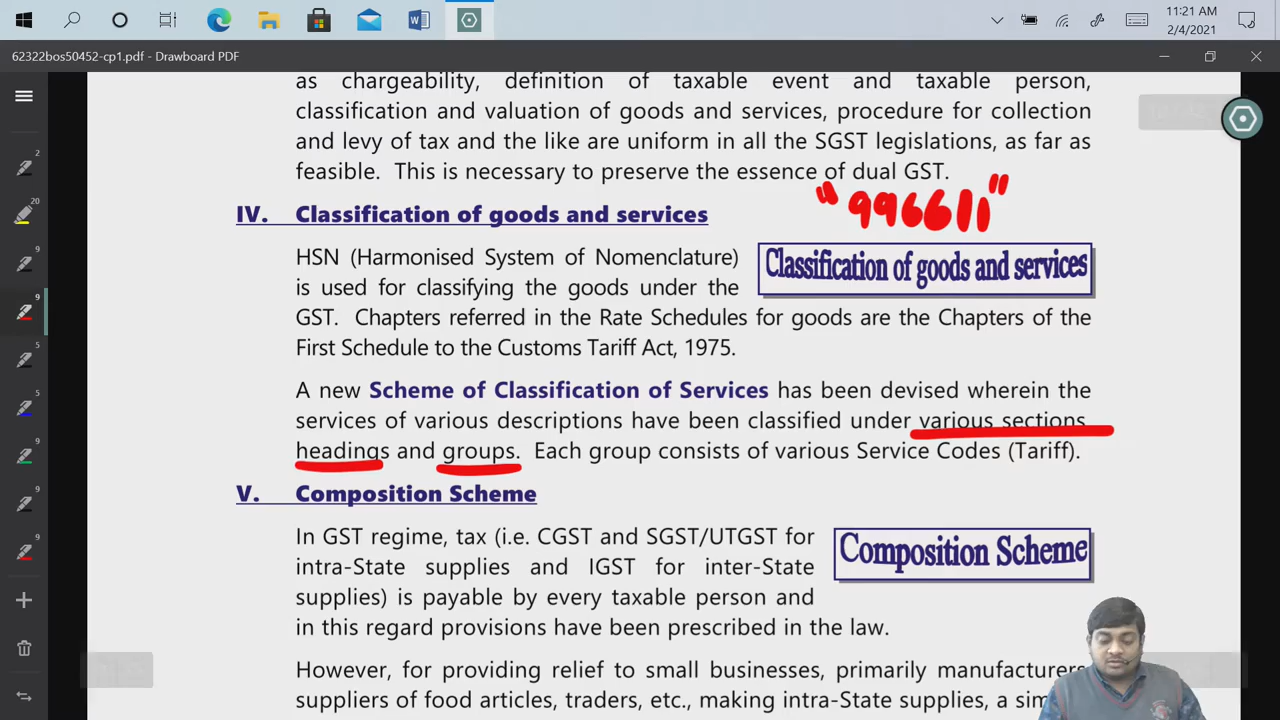 11:21 AM
2/4/2021
62322bos50452-cp1.pdf - Drawboard PDF
as chargeability, definition of taxable event and taxable person,
classification and valuation of goods and services, procedure for collection
and levy of tax and the like are uniform in all the SGST legislations, as far as
feasible. This is necessary to preserve the essence of dual GST.
"996611"
IV. Classification of goods and services
HSN (Harmonised System of Nomenclature)
is used for classifying the goods under the
Classification of goods and services
GST. Chapters referred in the Rate Schedules for goods are the Chapters of the
First Schedule to the Customs Tariff Act, 1975.
A new Scheme of Classification of Services has been devised wherein the
services of various descriptions have been classified under various sections
headings and groups. Each group consists of various Service Codes (Tariff).
V. Composition Scheme
In GST regime, tax (i.e. CGST and SGST/UTGST for
intra-State supplies and IGST for inter-State
supplies) is payable by every taxable person and
Composition Scheme
in this regard provisions have been prescribed in the law.
However, for providing relief to small businesses, primarily manufacturers
suppliers of food articles, traders, etc., making intra-State supplies, a
2
20
9
9
5
5
9
9
9